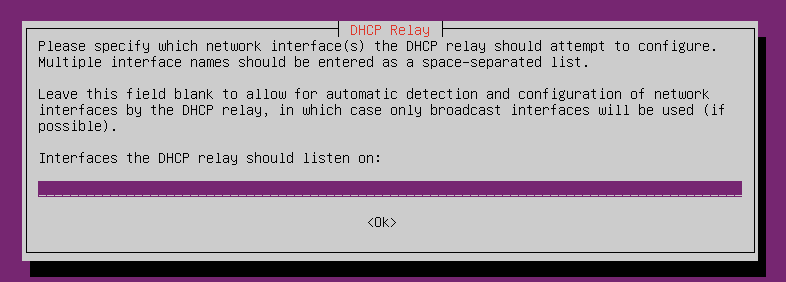 DHCP Relay
Please specify which network interface(s) the DHCP relay should attempt to configure.
Multiple interface names should be entered as a space-separated list.
Leave this field blank to allow for automatic detection and configuration of network
interfaces by the DHCP relay, in which case only broadcast interfaces will be used (if
possible).
Interfaces the DHCP relay should listen on:
<Ok>